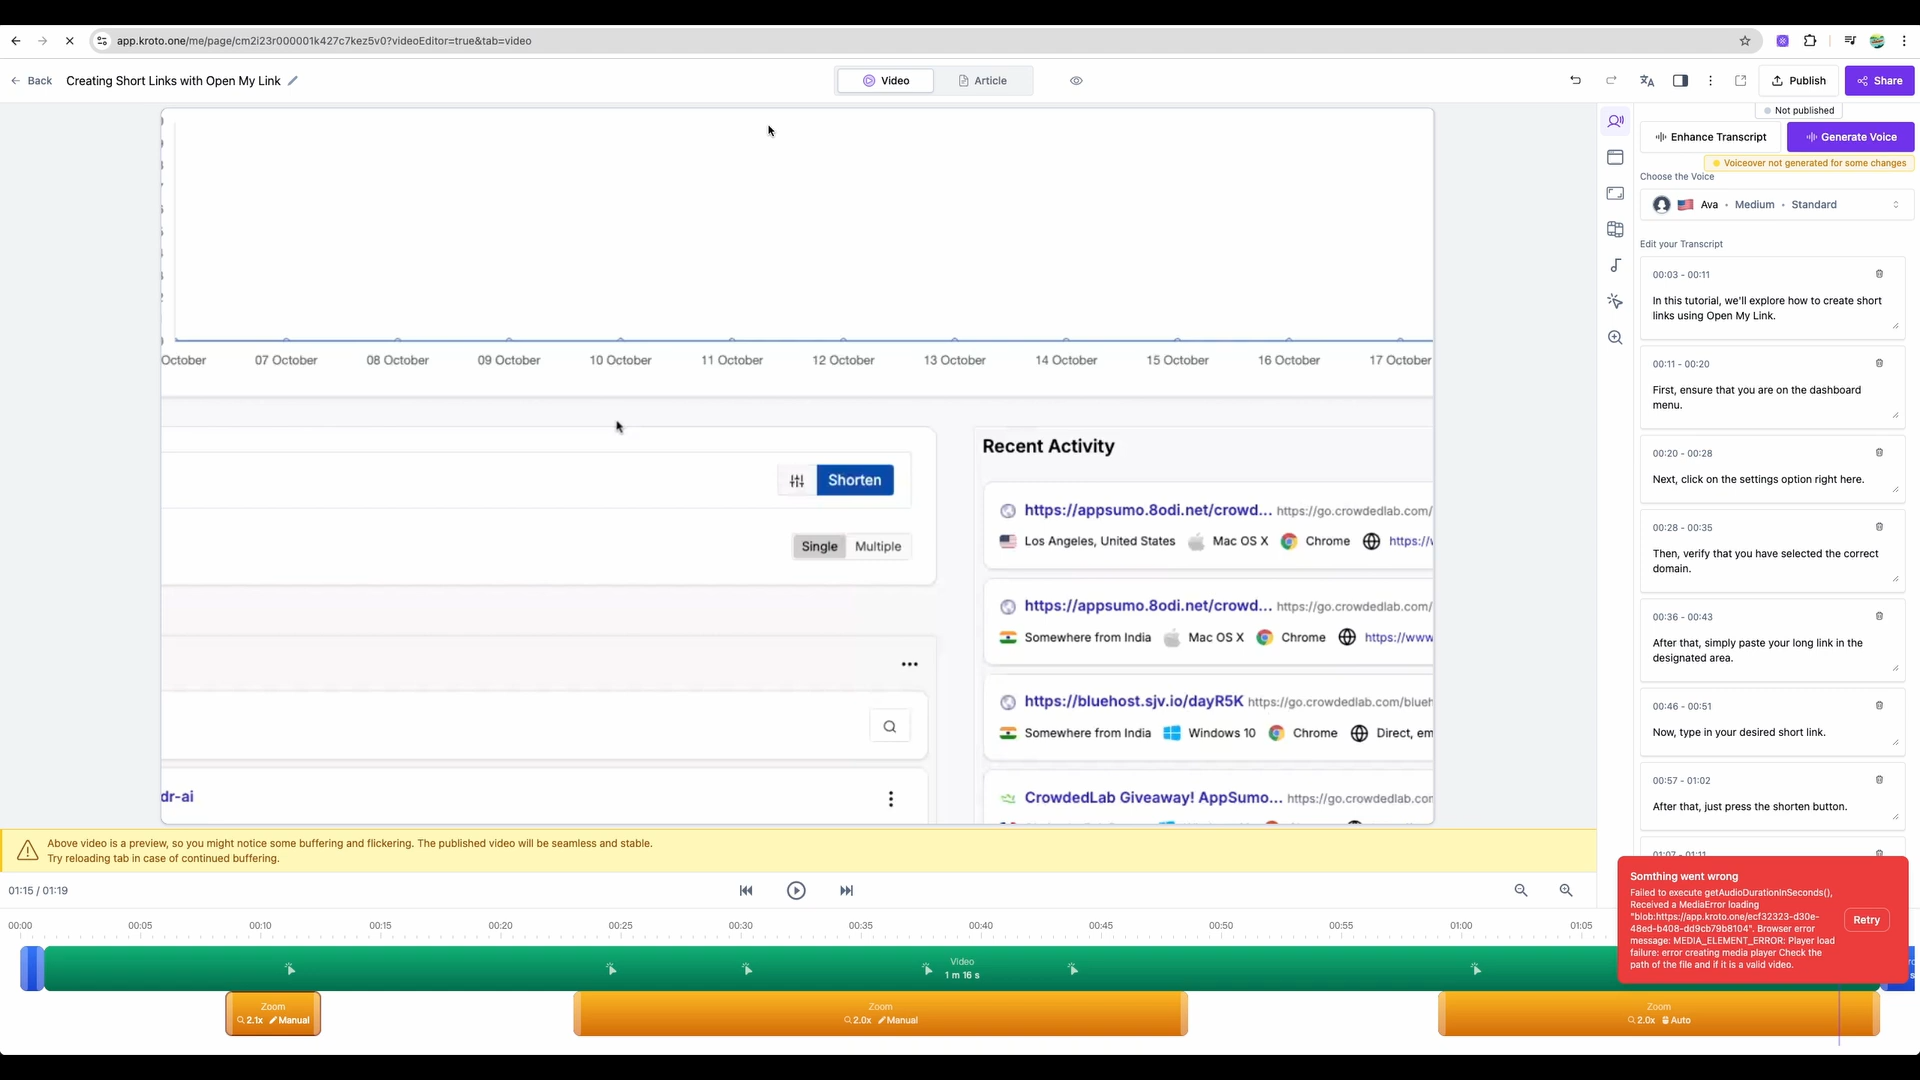 app.kroto.one/me/page/cm2i23r000001k427c7kez5v0?videoEditor=true&tab=video
Back
Creating Short Links with Open My Link
Video
Article
Publish
Share
Not published
Enhance Transcript
Generate Voice
Voiceover not generated for some changes
Choose the Voice
Ava • Medium • Standard
Edit your Transcript
00:03 - 00:11
In this tutorial, we'll explore how to create short
links using Open My Link.
00:11 - 00:20
First, ensure that you are on the dashboard
menu.
00:20 - 00:28
Next, click on the settings option right here.
00:28 - 00:35
Then, verify that you have selected the correct
domain.
00:36 - 00:43
After that, simply paste your long link in the
designated area.
00:46 - 00:51
Now, type in your desired short link.
00:57 - 01:02
After that, just press the shorten button.
01:07 - 01:11
October
07 October
08 October
09 October
10 October
11 October
12 October
13 October
14 October
15 October
16 October
17 October
Shorten
Single
Multiple
dr-ai
Recent Activity
https://appsumo.8odi.net/crowd... https://go.crowdedlab.com/
Los Angeles, United States Mac OS X Chrome https://w
https://appsumo.8odi.net/crowd... https://go.crowdedlab.com/
Somewhere from India Mac OS X Chrome https://www
https://bluehost.sjv.io/dayR5K https://go.crowdedlab.com/blueh
Somewhere from India Windows 10 Chrome Direct, em
CrowdedLab Giveaway! AppSumo... https://go.crowdedlab.com
Above video is a preview, so you might notice some buffering and flickering. The published video will be seamless and stable.
Try reloading tab in case of continued buffering.
01:15 / 01:19
00:00
00:05
00:10
00:15
00:20
00:25
00:30
00:35
00:40
00:45
00:50
00:55
01:00
01:05
Video
1 m 16 s
Zoom
2.1x Manual
Zoom
2.0x Manual
Zoom
2.0x Auto
Somthing went wrong
Failed to execute getAudioDurationInSeconds(),
Received a MediaError loading
"blob:https://app.kroto.one/ecf32323-d30e-
48ed-b408-dd9cb79b8104". Browser error
message: MEDIA_ELEMENT_ERROR: Player load
failure: error creating media player Check the
path of the file and if it is a valid video.
Retry